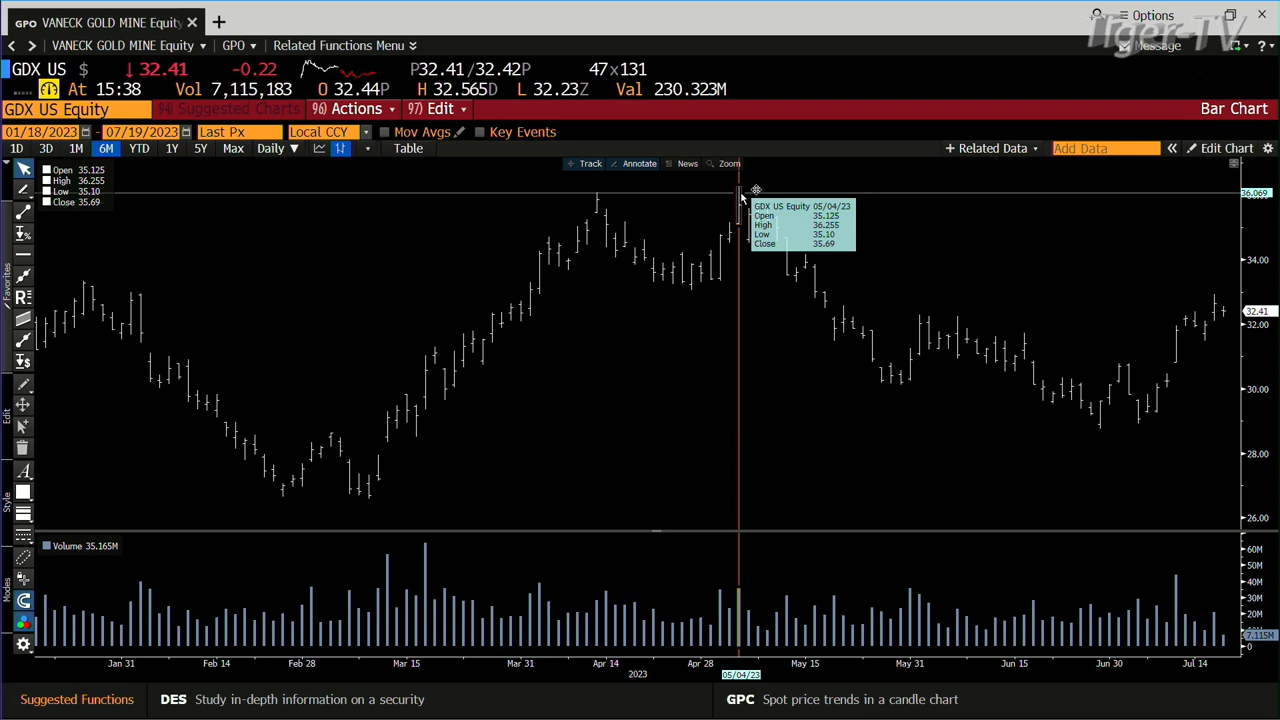 GPO VANECK GOLD MINE Equity × +
Options
Tiger-TV
VANECK GOLD MINE Equity GPO Related Functions Menu
Message
GDX US $ ↓32.41 -0.22 P32.41/32.42P 47x131
At 15:38 Vol 7,115,183 O 32.44P H 32.565D L 32.23Z Val 230.323M
GDX US Equity 94) Suggested Charts 96) Actions 97) Edit Bar Chart
01/18/2023 - 07/19/2023 Last Px Local CCY Mov Avgs Key Events
1D 3D 1M 6M YTD 1Y 5Y Max Daily ▼ Table + Related Data Add Data « Edit Chart
Track Annotate News Zoom
Open 35.125
High 36.255
Low 35.10
Close 35.69
36.069
GDX US Equity 05/04/23
Open 35.125
High 36.255
Low 35.10
Close 35.69
34.00
32.41
32.00
30.00
28.00
26.00
Favorites
Edit
Style
Modes
Volume 35.165M
60M
50M
40M
30M
20M
7.115M
0
Jan 31 Feb 14 Feb 28 Mar 15 Mar 31 Apr 14 Apr 28 May 15 May 31 Jun 15 Jun 30 Jul 14
2023 05/04/23
Suggested Functions DES Study in-depth information on a security GPC Spot price trends in a candle chart